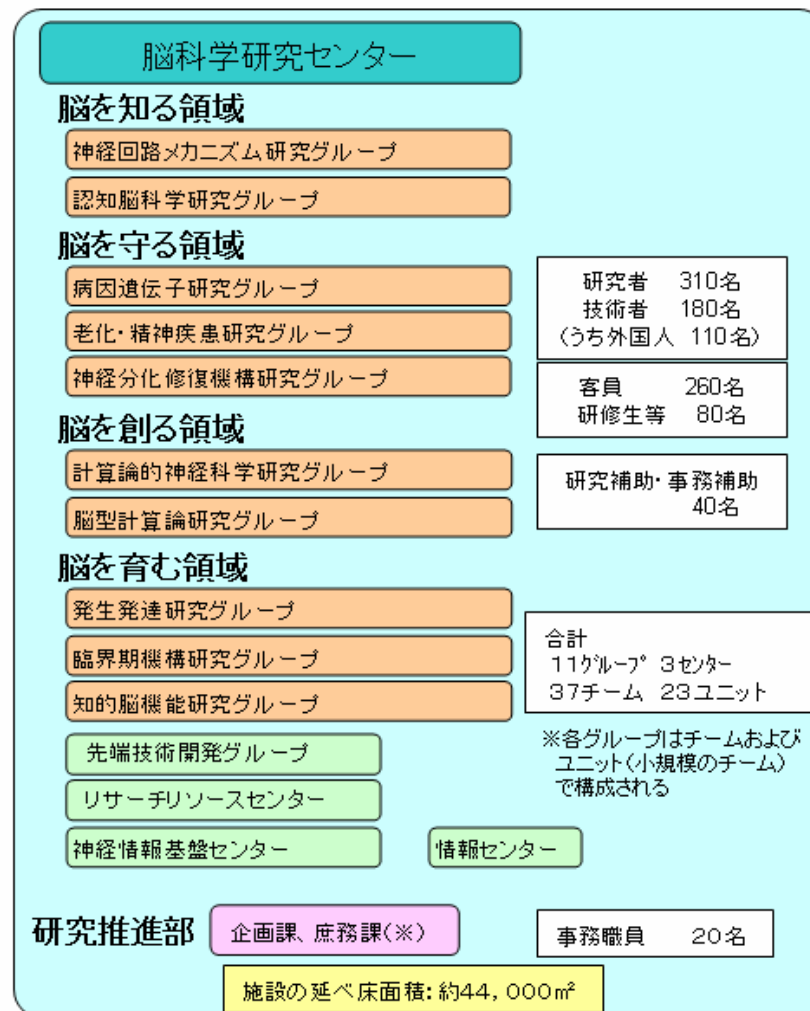 脳科学研究センター
脳を知る領域
神経回路メカニズム研究グループ
認知脳科学研究グループ
脳を守る領域
病因遺伝子研究グループ
老化・精神疾患研究グループ
神経分化修復機構研究グループ
研究者 310名
技術者 180名
(うち外国人 110名)
客員 260名
研修生等 80名
脳を創る領域
計算論的神経科学研究グループ
脳型計算論研究グループ
研究補助・事務補助
40名
脳を育む領域
発生発達研究グループ
臨界期機構研究グループ
知的脳機能研究グループ
合計
11グループ 3センター
37チーム 23ユニット
※各グループはチームおよび
ユニット(小規模のチーム)
で構成される
先端技術開発グループ
リサーチリソースセンター
神経情報基盤センター
情報センター
研究推進部
企画課、庶務課(※)
事務職員 20名
施設の延べ床面積:約44,000㎡